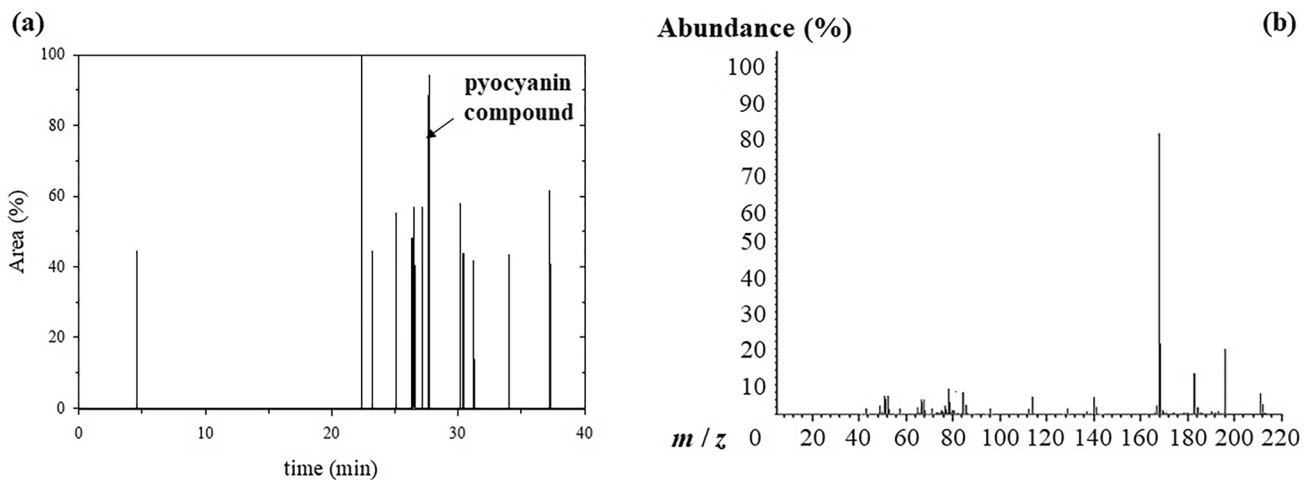 (a)
100
80
60
40
20
0
Area (%)
pyocyanin
compound
0 10 20 30 40
time (min)
Abundance (%)
(b)
100
90
80
70
60
50
40
30
20
10
m / z 0 20 40 60 80 100 120 140 160 180 200 220